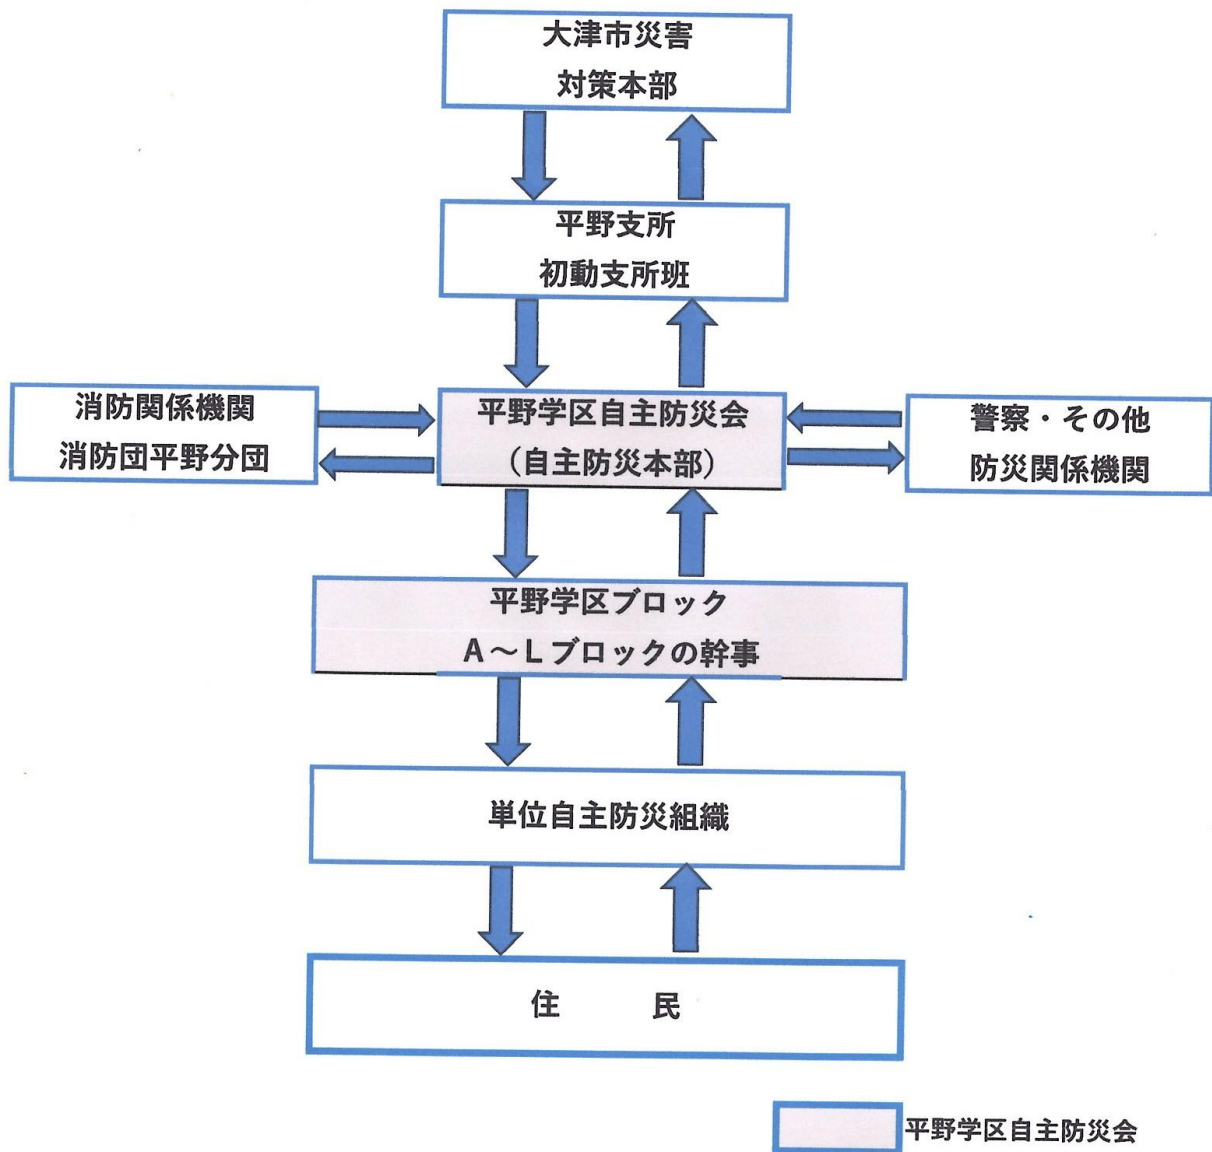 大津市災害
対策本部
平野支所
初動支所班
消防関係機関
消防団平野分団
平野学区自主防災会
（自主防災本部）
警察・その他
防災関係機関
平野学区ブロック
A～Lブロックの幹事
単位自主防災組織
住　　　民
平野学区自主防災会